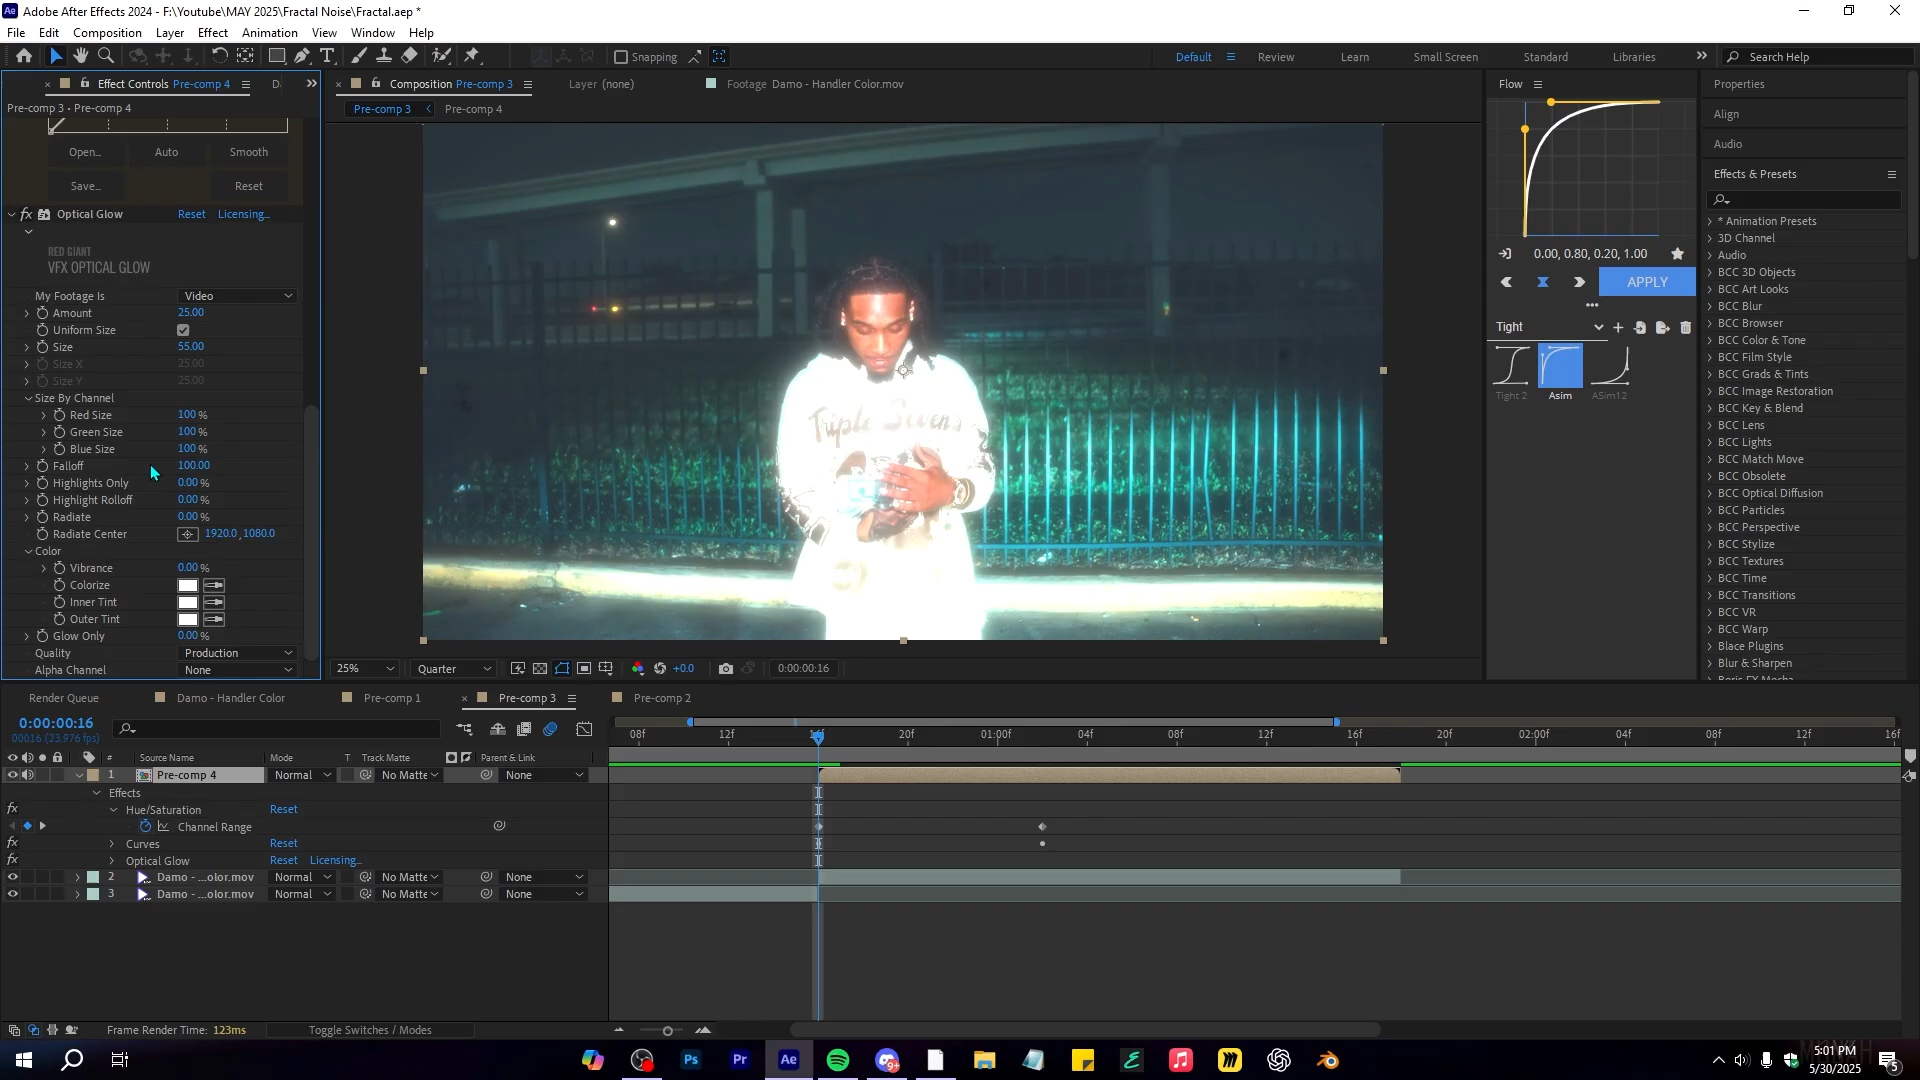 Adobe After Effects 2024 - F:\Youtube\MAY 2025\Fractal Noise\Fractal.aep *
File Edit Composition Layer Effect Animation View Window Help
Snapping
Default Review Learn Small Screen Standard Libraries Search Help
Effect Controls Pre-comp 4
Composition Pre-comp 3 Layer (none) Footage Damo - Handler Color.mov
Pre-comp 3 • Pre-comp 4
Pre-comp 3 Pre-comp 4
Open... Auto Smooth
Save... Reset
Optical Glow Reset Licensing...
RED GIANT
VFX OPTICAL GLOW
My Footage Is Video
Amount 25.00
Uniform Size
Size 55.00
Size X 25.00
Size Y 25.00
Size By Channel
Red Size 100 %
Green Size 100 %
Blue Size 100 %
Falloff 100.00
Highlights Only 0.00 %
Highlight Rolloff 0.00 %
Radiate 0.00 %
Radiate Center 1920.0, 1080.0
Color
Vibrance 0.00 %
Colorize
Inner Tint
Outer Tint
Glow Only 0.00 %
Quality Production
Alpha Channel None
Triple Sevens
25% Quarter +0.0 0:00:00:16
Flow
0.00, 0.80, 0.20, 1.00
APPLY
Tight
Tight 2 Asim ASim12
Properties
Align
Audio
Effects & Presets
* Animation Presets
3D Channel
Audio
BCC 3D Objects
BCC Art Looks
BCC Blur
BCC Browser
BCC Color & Tone
BCC Film Style
BCC Grads & Tints
BCC Image Restoration
BCC Key & Blend
BCC Lens
BCC Lights
BCC Match Move
BCC Obsolete
BCC Optical Diffusion
BCC Particles
BCC Perspective
BCC Stylize
BCC Textures
BCC Time
BCC Transitions
BCC VR
BCC Warp
Blace Plugins
Blur & Sharpen
Boris FX Mocha
Render Queue Damo - Handler Color Pre-comp 1 Pre-comp 3 Pre-comp 2
0:00:00:16
00016 (23.976 fps)
08f 12f 16f 20f 01:00f 04f 08f 12f 16f 20f 02:00f 04f 08f 12f 16f
# Source Name Mode T Track Matte Parent & Link
1 Pre-comp 4 Normal No Matte None
Effects
Hue/Saturation Reset
Channel Range
Curves Reset
Optical Glow Reset Licensing...
2 Damo - ...olor.mov Normal No Matte None
3 Damo - ...olor.mov Normal No Matte None
Frame Render Time: 123ms Toggle Switches / Modes
Ps Pr Ae
5:01 PM
5/30/2025